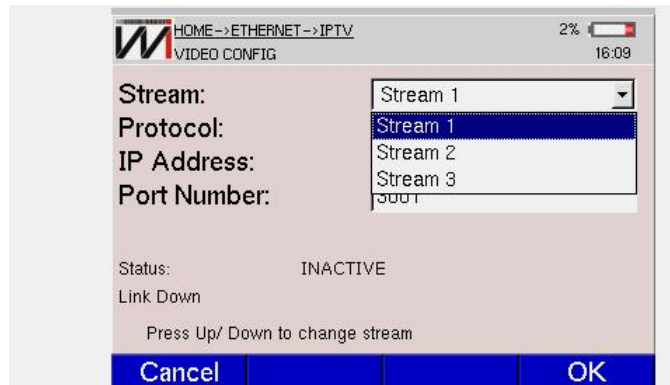 HOME->ETHERNET->IPTV
2%
VIDEO CONFIG
16:09
Stream:
Stream 1
Protocol:
Stream 1
Stream 2
IP Address:
Stream 3
Port Number:
3001
Status: INACTIVE
Link Down
Press Up/ Down to change stream
Cancel
OK